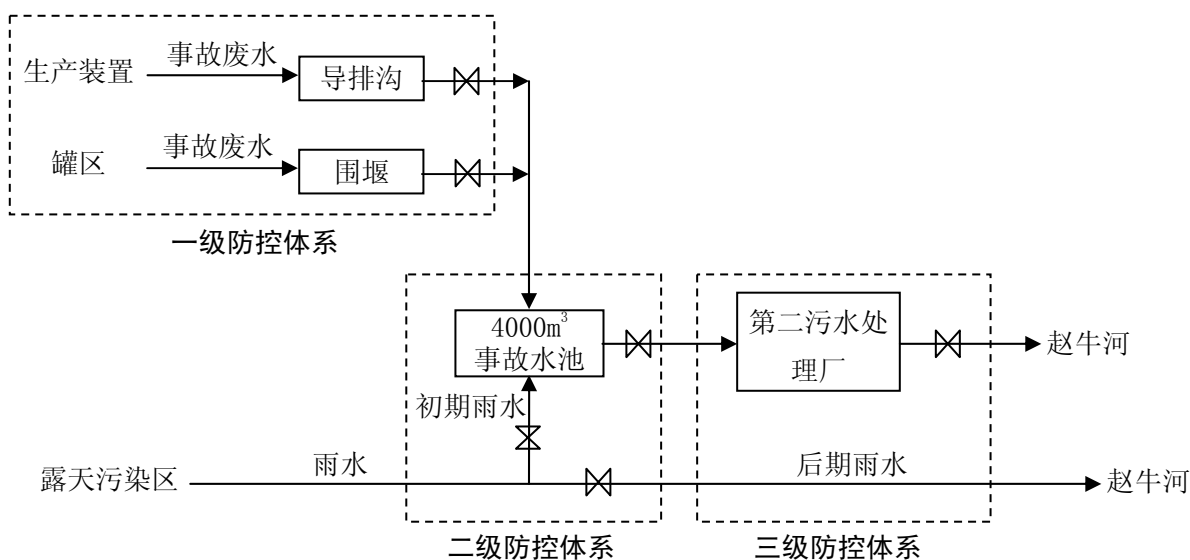 生产装置
事故废水
导排沟
罐区
事故废水
围堰
一级防控体系
4000m³
事故水池
第二污水处
理厂
赵牛河
初期雨水
露天污染区
雨水
后期雨水
赵牛河
二级防控体系
三级防控体系